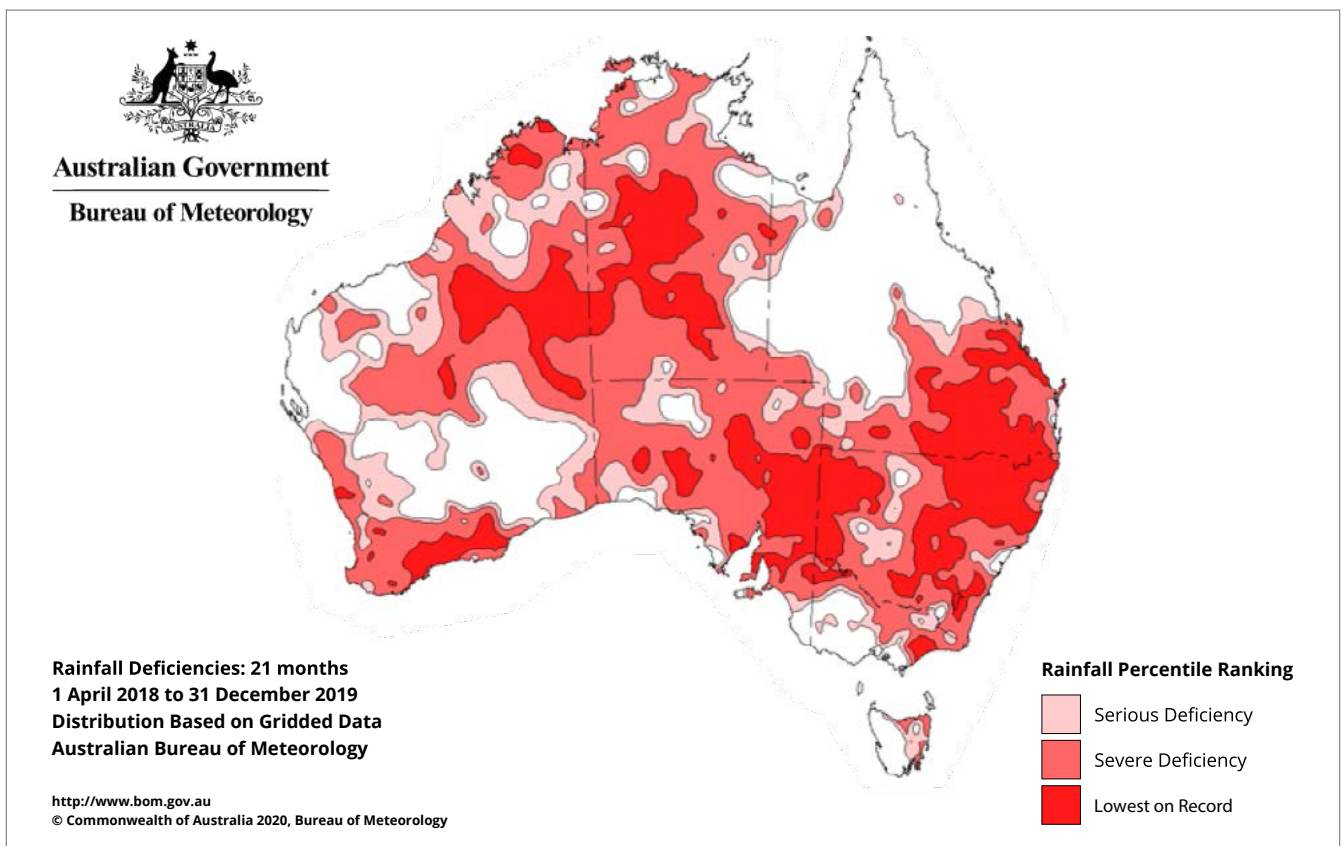 AUSTRALIA
Australian Government
Bureau of Meteorology
Rainfall Deficiencies: 21 months
1 April 2018 to 31 December 2019
Distribution Based on Gridded Data
Australian Bureau of Meteorology
http://www.bom.gov.au
© Commonwealth of Australia 2020, Bureau of Meteorology
Rainfall Percentile Ranking
Serious Deficiency
Severe Deficiency
Lowest on Record